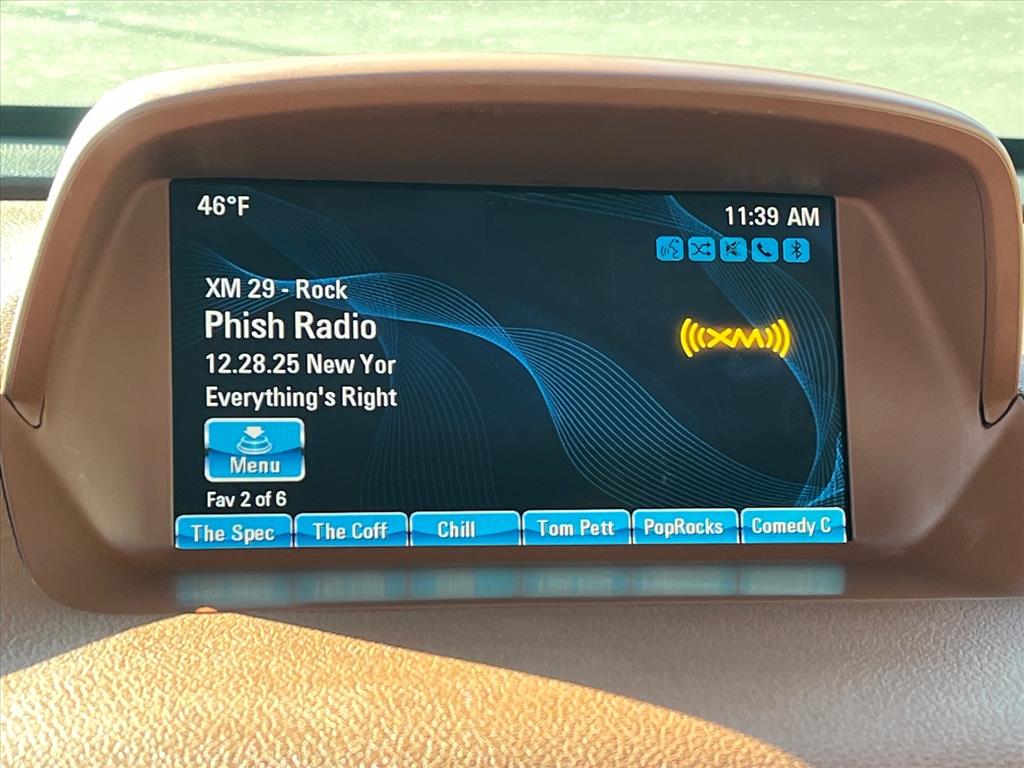 46°F
11:39 AM
XM 29 - Rock
Phish Radio
XM
12.28.25 New Yor
Everything's Right
Menu
Fav 2 of 6
The Spec
The Coff
Chill
Tom Pett
PopRocks
Comedy C